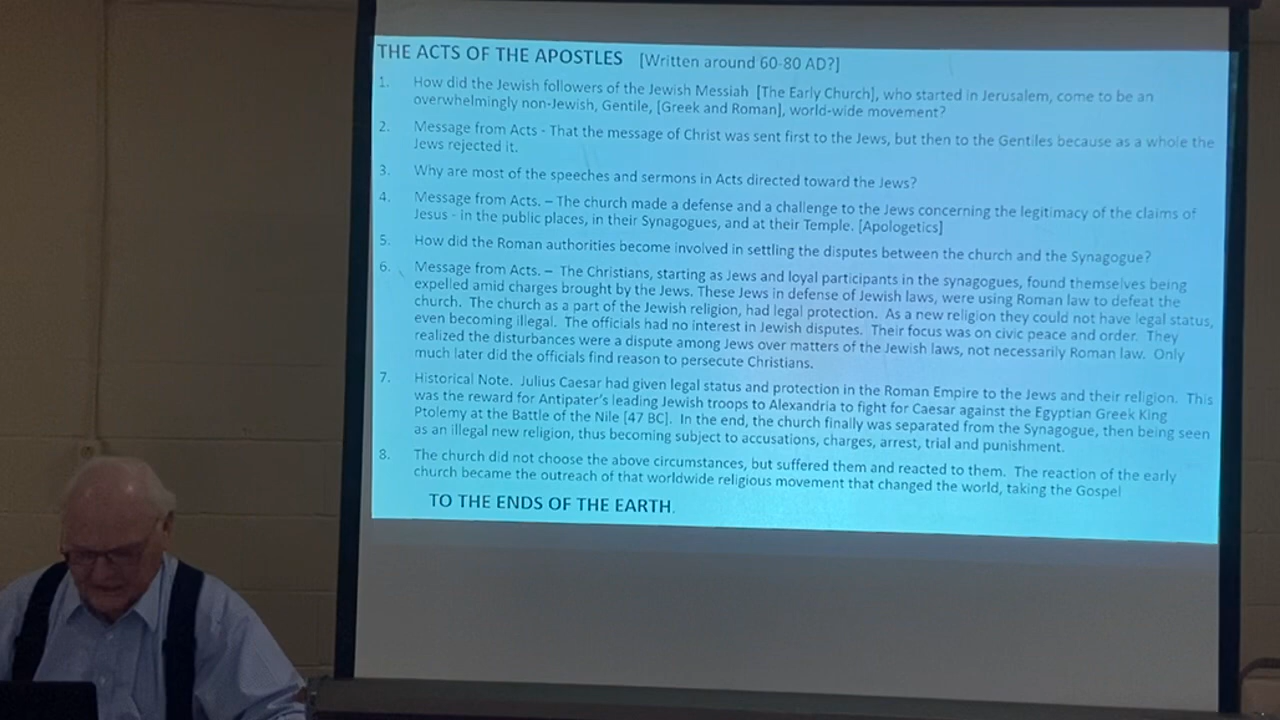 THE ACTS OF THE APOSTLES [Written around 60-80 AD?]
1. How did the Jewish followers of the Jewish Messiah [The Early Church], who started in Jerusalem, come to be an
overwhelmingly non-Jewish, Gentile, [Greek and Roman], world-wide movement?
2. Message from Acts - That the message of Christ was sent first to the Jews, but then to the Gentiles because as a whole the
Jews rejected it.
3. Why are most of the speeches and sermons in Acts directed toward the Jews?
4. Message from Acts. – The church made a defense and a challenge to the Jews concerning the legitimacy of the claims of
Jesus - in the public places, in their Synagogues, and at their Temple. [Apologetics]
5. How did the Roman authorities become involved in settling the disputes between the church and the Synagogue?
6. Message from Acts. – The Christians, starting as Jews and loyal participants in the synagogues, found themselves being
expelled amid charges brought by the Jews. These Jews in defense of Jewish laws, were using Roman law to defeat the
church. The church as a part of the Jewish religion, had legal protection. As a new religion they could not have legal status,
even becoming illegal. The officials had no interest in Jewish disputes. Their focus was on civic peace and order. They
realized the disturbances were a dispute among Jews over matters of the Jewish laws, not necessarily Roman law. Only
much later did the officials find reason to persecute Christians.
7. Historical Note. Julius Caesar had given legal status and protection in the Roman Empire to the Jews and their religion. This
was the reward for Antipater's leading Jewish troops to Alexandria to fight for Caesar against the Egyptian Greek King
Ptolemy at the Battle of the Nile [47 BC]. In the end, the church finally was separated from the Synagogue, then being seen
as an illegal new religion, thus becoming subject to accusations, charges, arrest, trial and punishment.
8. The church did not choose the above circumstances, but suffered them and reacted to them. The reaction of the early
church became the outreach of that worldwide religious movement that changed the world, taking the Gospel
TO THE ENDS OF THE EARTH.